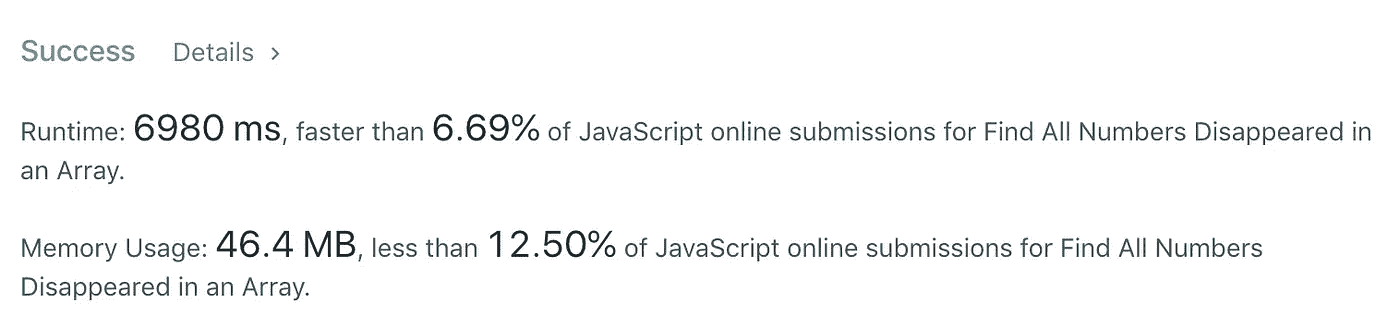 Success Details >
Runtime: 6980 ms, faster than 6.69% of JavaScript online submissions for Find All Numbers Disappeared in
an Array.
Memory Usage: 46.4 MB, less than 12.50% of JavaScript online submissions for Find All Numbers
Disappeared in an Array.